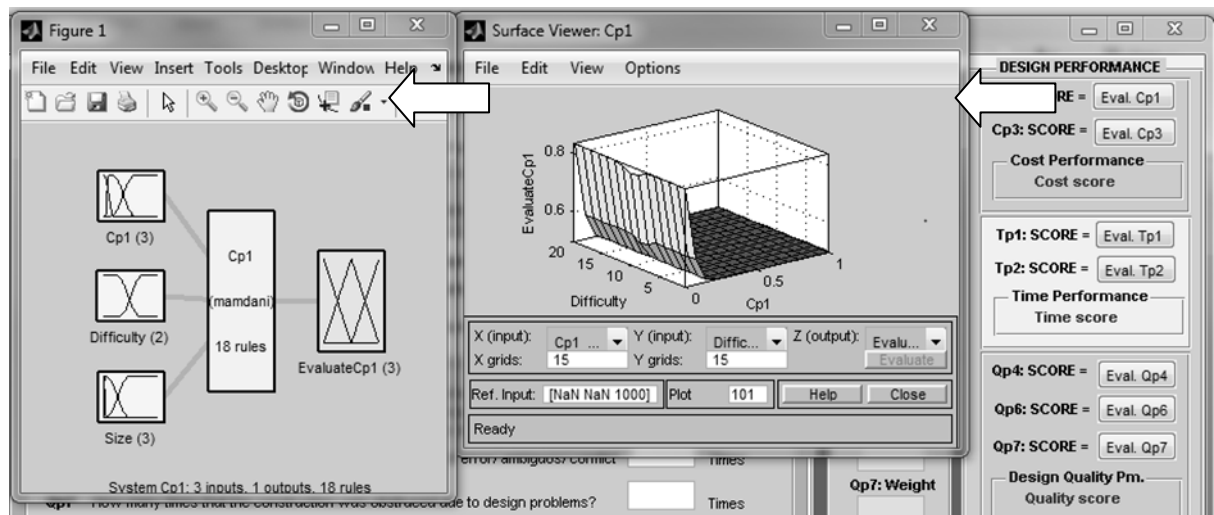 Figure 1
File Edit View Insert Tools Desktop Window Help
Cp1 (3)
Difficulty (2)
Size (3)
Cp1
(mamdani)
18 rules
EvaluateCp1 (3)
System Cp1: 3 inputs, 1 outputs, 18 rules
Surface Viewer: Cp1
File Edit View Options
EvaluateCp1
0.8
0.6
20
15
10
5
0
0.5
1
Difficulty
Cp1
X (input): Cp1 ... Y (input): Diffic... Z (output): Evalu...
X grids: 15 Y grids: 15 Evaluate
Ref. Input: [NaN NaN 1000] Plot 101 Help Close
Ready
DESIGN PERFORMANCE
RE = Eval. Cp1
Cp3: SCORE = Eval. Cp3
Cost Performance
Cost score
Tp1: SCORE = Eval. Tp1
Tp2: SCORE = Eval. Tp2
Time Performance
Time score
Qp4: SCORE = Eval. Qp4
Qp6: SCORE = Eval. Qp6
Qp7: SCORE = Eval. Qp7
Design Quality Pm.
Quality score
error/ambiguos/conflict Times
Qp7 How many times that the construction was obstruced due to design problems? Times
Qp7: Weight